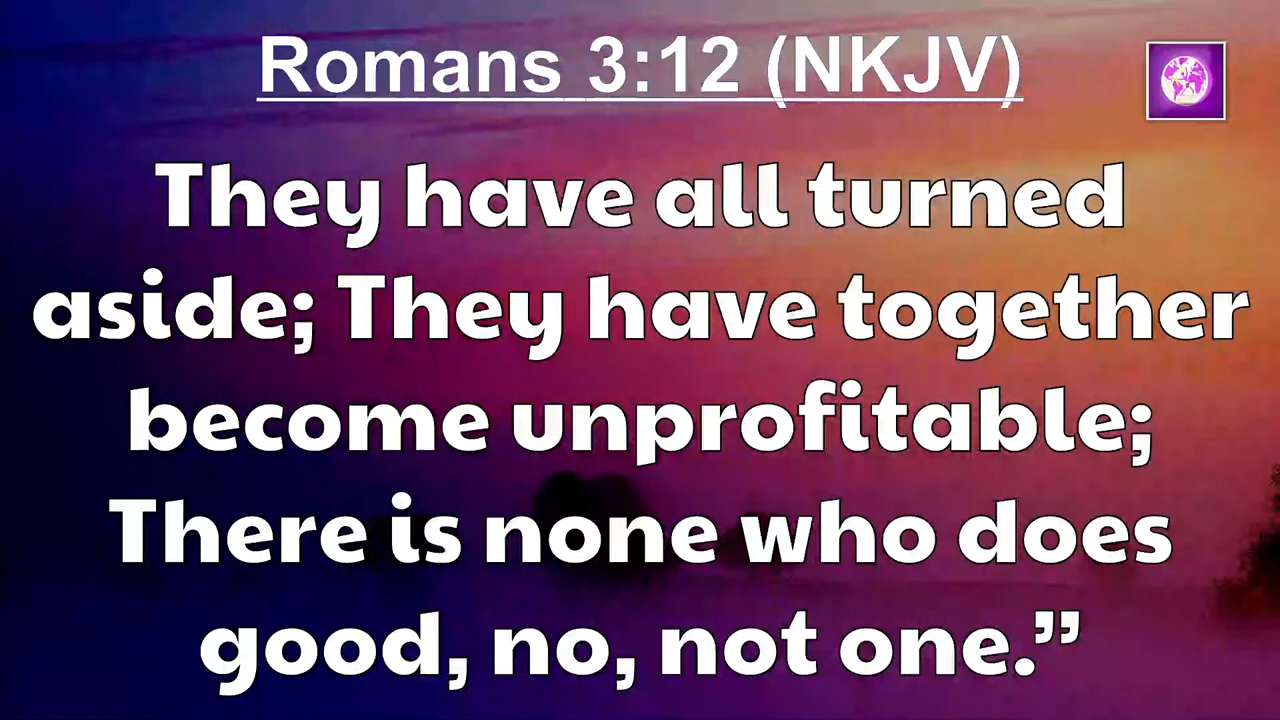 Romans 3:12 (NKJV)
They have all turned
aside; They have together
become unprofitable;
There is none who does
good, no, not one.”